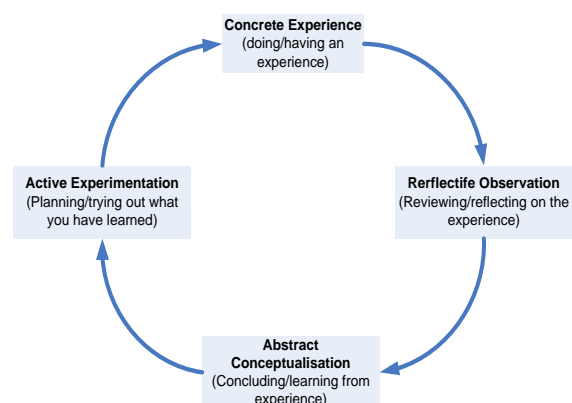 Concrete Experience
(doing/having an
experience)
Rerflectife Observation
(Reviewing/reflecting on the
experience)
Abstract
Conceptualisation
(Concluding/learning from
experience)
Active Experimentation
(Planning/trying out what
you have learned)